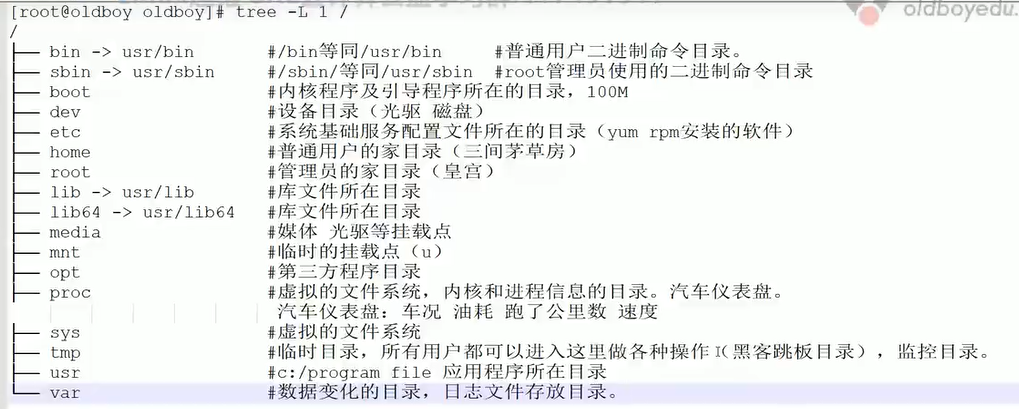 oldboyedu.
[root@oldboy oldboy]# tree -L 1 /
/
├── bin -> usr/bin #/bin等同/usr/bin #普通用户二进制命令目录。
├── sbin -> usr/sbin #/sbin/等同/usr/sbin #root管理员使用的二进制命令目录
├── boot #内核程序及引导程序所在的目录，100M
├── dev #设备目录（光驱 磁盘）
├── etc #系统基础服务配置文件所在的目录（yum rpm安装的软件）
├── home #普通用户的家目录（三间茅草房）
├── root #管理员的家目录（皇宫）
├── lib -> usr/lib #库文件所在目录
├── lib64 -> usr/lib64 #库文件所在目录
├── media #媒体 光驱等挂载点
├── mnt #临时的挂载点（u）
├── opt #第三方程序目录
├── proc #虚拟的文件系统，内核和进程信息的目录。汽车仪表盘。
汽车仪表盘：车况 油耗 跑了公里数 速度
├── sys #虚拟的文件系统
├── tmp #临时目录，所有用户都可以进入这里做各种操作（黑客跳板目录），监控目录。
├── usr #c:/program file 应用程序所在目录
└── var #数据变化的目录，日志文件存放目录。